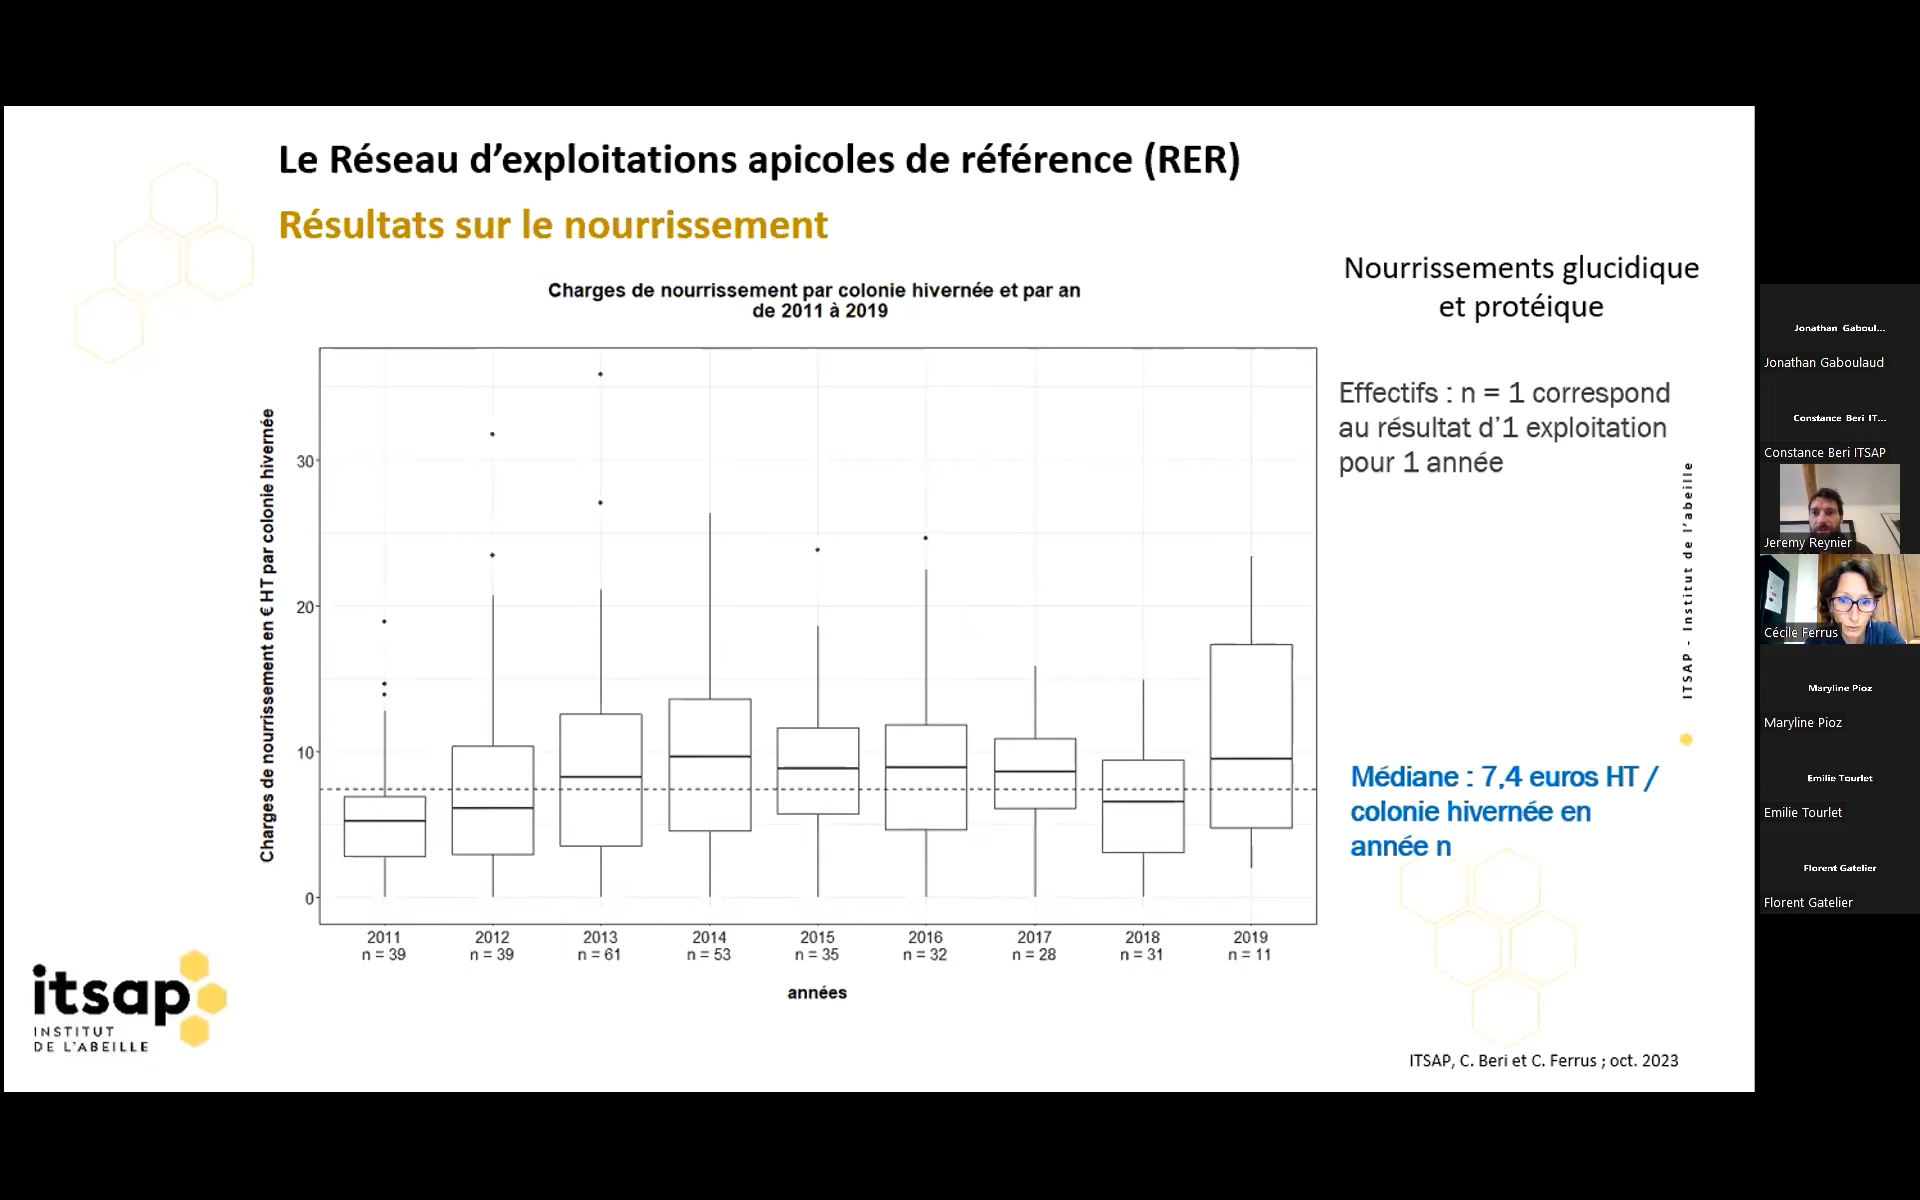 Le Réseau d’exploitations apicoles de référence (RER)
Résultats sur le nourrissement
Charges de nourrissement par colonie hivernée et par an
de 2011 à 2019
Charges de nourrissement en € HT par colonie hivernée
30
20
10
0
2011 2012 2013 2014 2015 2016 2017 2018 2019
n = 39 n = 39 n = 61 n = 53 n = 35 n = 32 n = 28 n = 31 n = 11
années
Nourrissements glucidique
et protéique
Effectifs : n = 1 correspond
au résultat d’1 exploitation
pour 1 année
Médiane : 7,4 euros HT /
colonie hivernée en
année n
ITSAP - Institut de l’abeille
itsap
INSTITUT
DE L’ABEILLE
ITSAP, C. Beri et C. Ferrus ; oct. 2023
Jonathan Gaboul...
Jonathan Gaboulaud
Constance Beri IT...
Constance Beri ITSAP
Jeremy Reynier
Cécile Ferrus
Maryline Pioz
Maryline Pioz
Emilie Tourlet
Emilie Tourlet
Florent Gatelier
Florent Gatelier